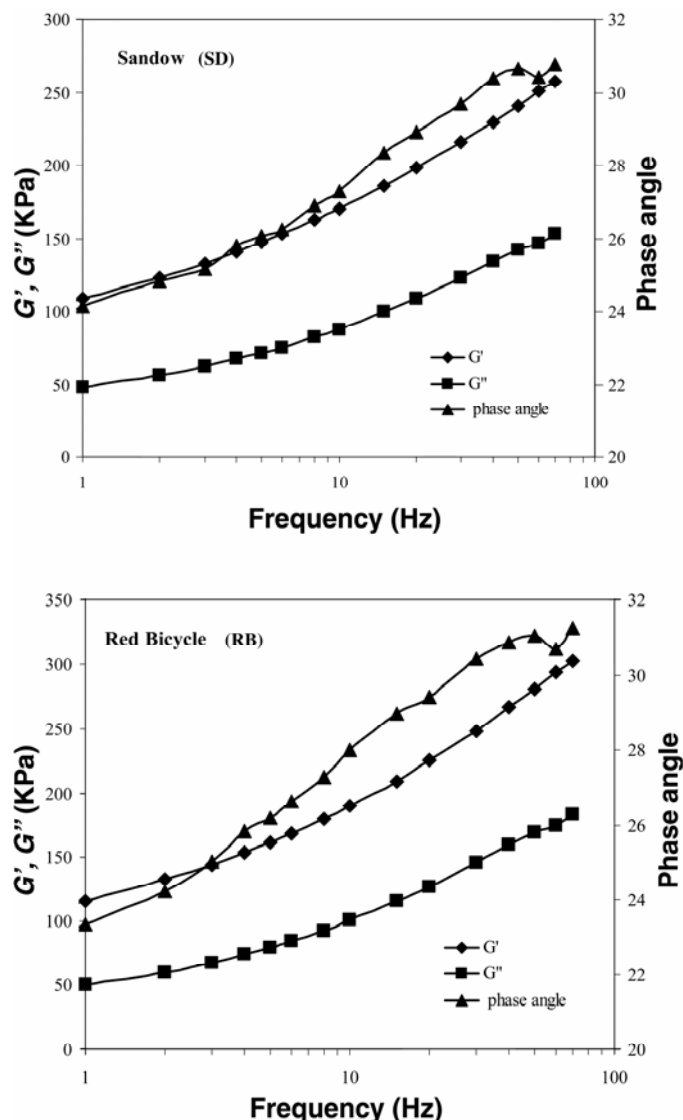 Sandow (SD)
300
250
200
150
100
50
0
G', G'' (KPa)
32
30
28
26
24
22
20
Phase angle
G'
G''
phase angle
1
10
100
Frequency (Hz)
Red Bicycle (RB)
350
300
250
200
150
100
50
0
G', G'' (KPa)
32
30
28
26
24
22
20
Phase angle
G'
G''
phase angle
1
10
100
Frequency (Hz)